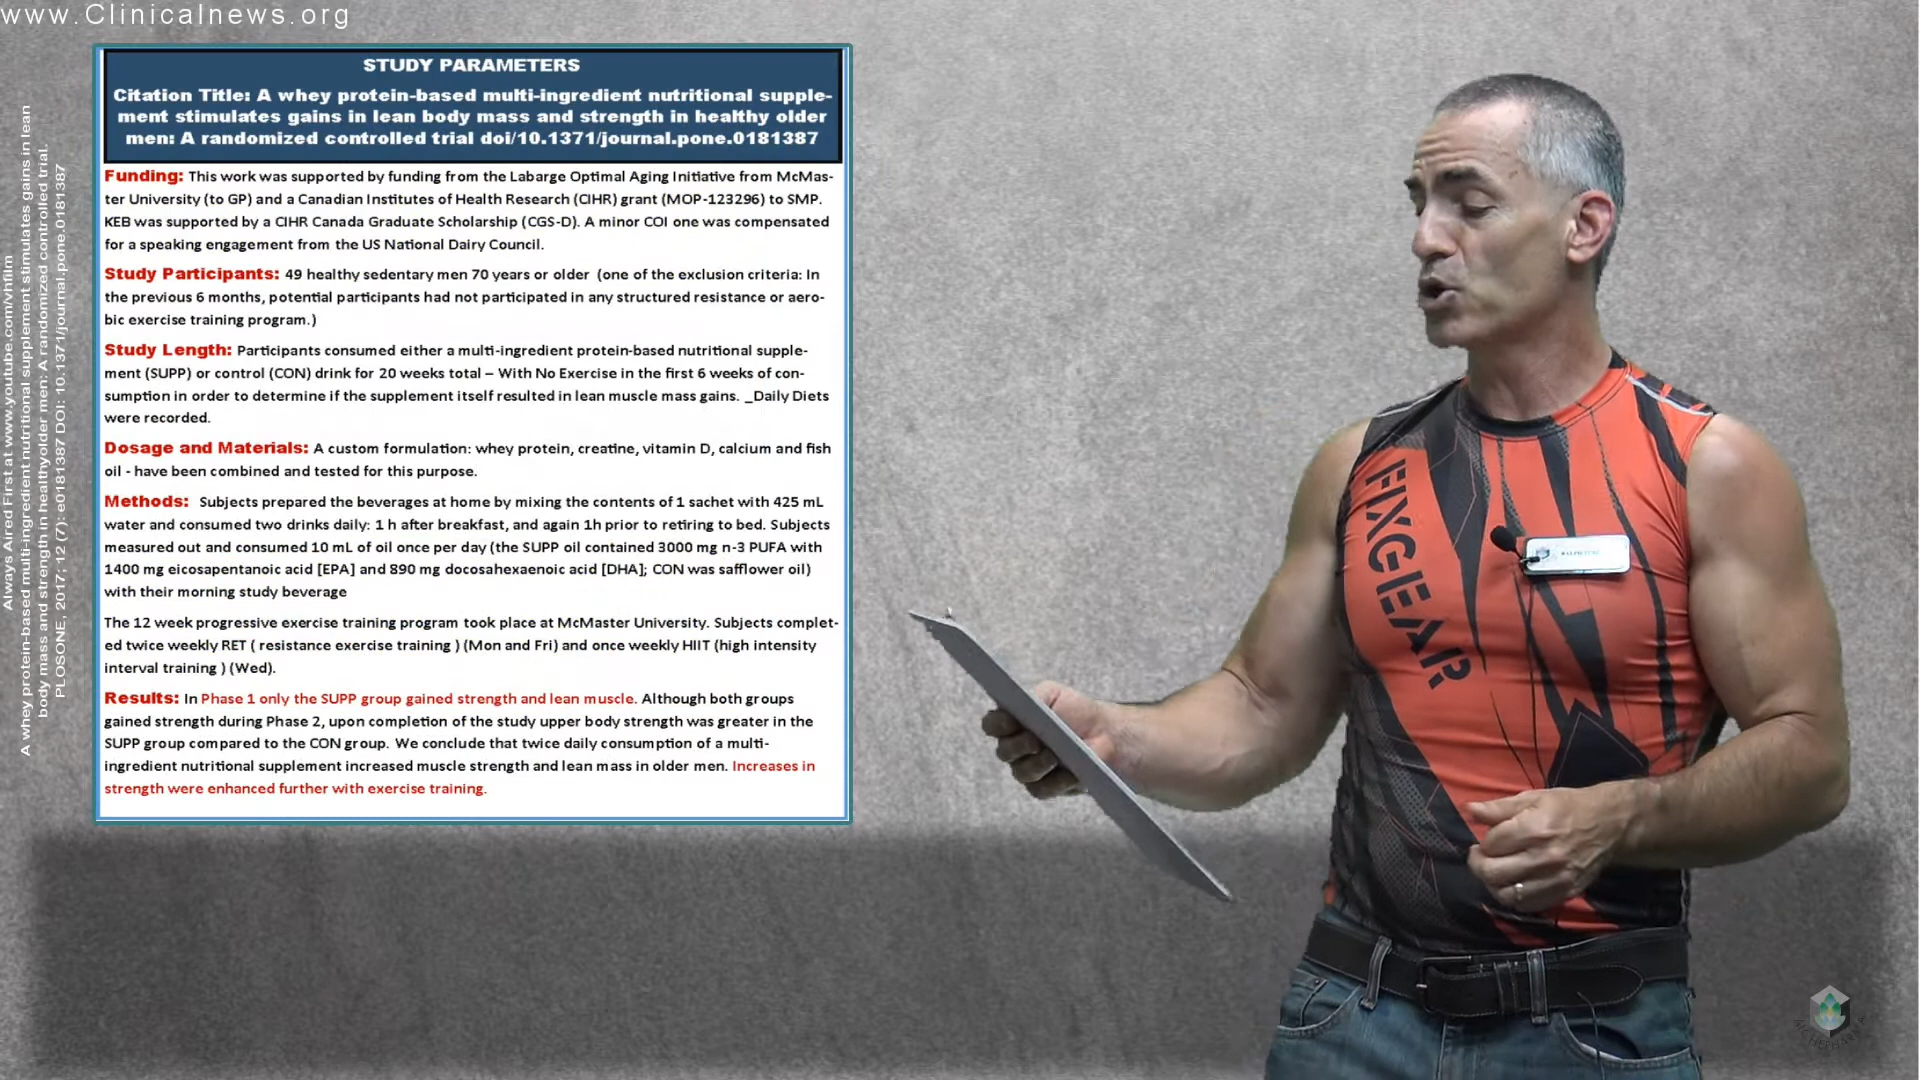 www.Clinicalnews.org
STUDY PARAMETERS
Citation Title: A whey protein-based multi-ingredient nutritional supple-
ment stimulates gains in lean body mass and strength in healthy older
men: A randomized controlled trial doi/10.1371/journal.pone.0181387
Funding: This work was supported by funding from the Labarge Optimal Aging Initiative from McMas-
ter University (to GP) and a Canadian Institutes of Health Research (CIHR) grant (MOP-123296) to SMP.
KEB was supported by a CIHR Canada Graduate Scholarship (CGS-D). A minor COI one was compensated
for a speaking engagement from the US National Dairy Council.
Study Participants: 49 healthy sedentary men 70 years or older (one of the exclusion criteria: In
the previous 6 months, potential participants had not participated in any structured resistance or aero-
bic exercise training program.)
Study Length: Participants consumed either a multi-ingredient protein-based nutritional supple-
ment (SUPP) or control (CON) drink for 20 weeks total – With No Exercise in the first 6 weeks of con-
sumption in order to determine if the supplement itself resulted in lean muscle mass gains. _Daily Diets
were recorded.
Dosage and Materials: A custom formulation: whey protein, creatine, vitamin D, calcium and fish
oil - have been combined and tested for this purpose.
Methods: Subjects prepared the beverages at home by mixing the contents of 1 sachet with 425 mL
water and consumed two drinks daily: 1 h after breakfast, and again 1h prior to retiring to bed. Subjects
measured out and consumed 10 mL of oil once per day (the SUPP oil contained 3000 mg n-3 PUFA with
1400 mg eicosapentanoic acid [EPA] and 890 mg docosahexaenoic acid [DHA]; CON was safflower oil)
with their morning study beverage
The 12 week progressive exercise training program took place at McMaster University. Subjects complet-
ed twice weekly RET ( resistance exercise training ) (Mon and Fri) and once weekly HIIT (high intensity
interval training ) (Wed).
Results: In Phase 1 only the SUPP group gained strength and lean muscle. Although both groups
gained strength during Phase 2, upon completion of the study upper body strength was greater in the
SUPP group compared to the CON group. We conclude that twice daily consumption of a multi-
ingredient nutritional supplement increased muscle strength and lean mass in older men. Increases in
strength were enhanced further with exercise training.
Always Aired First at www.youtube.com/vhfilm
A whey protein-based multi-ingredient nutritional supplement stimulates gains in lean
body mass and strength in healthyolder men: A randomized controlled trial.
PLOSONE, 2017; 12 (7): e0181387 DOI: 10.1371/journal.pone.0181387
FIXGEAR